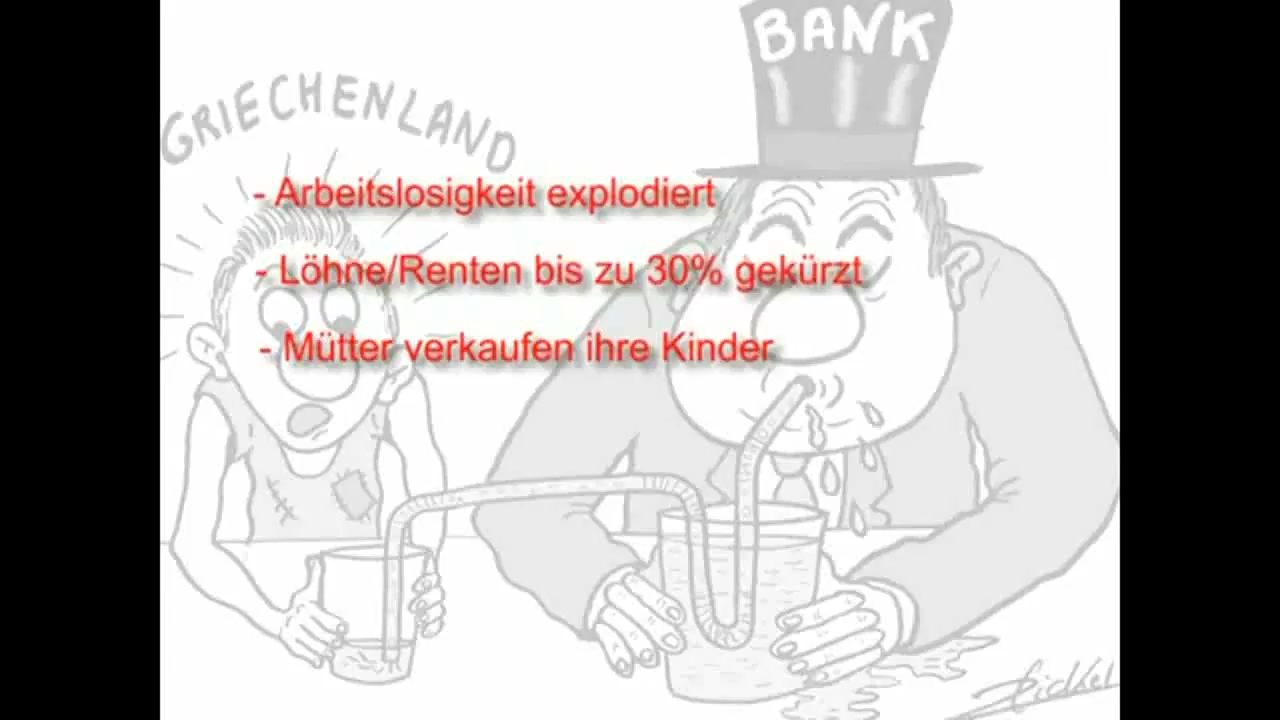 BANK
GRIECHENLAND
- Arbeitslosigkeit explodiert
- Löhne/Renten bis zu 30% gekürzt
- Mütter verkaufen ihre Kinder